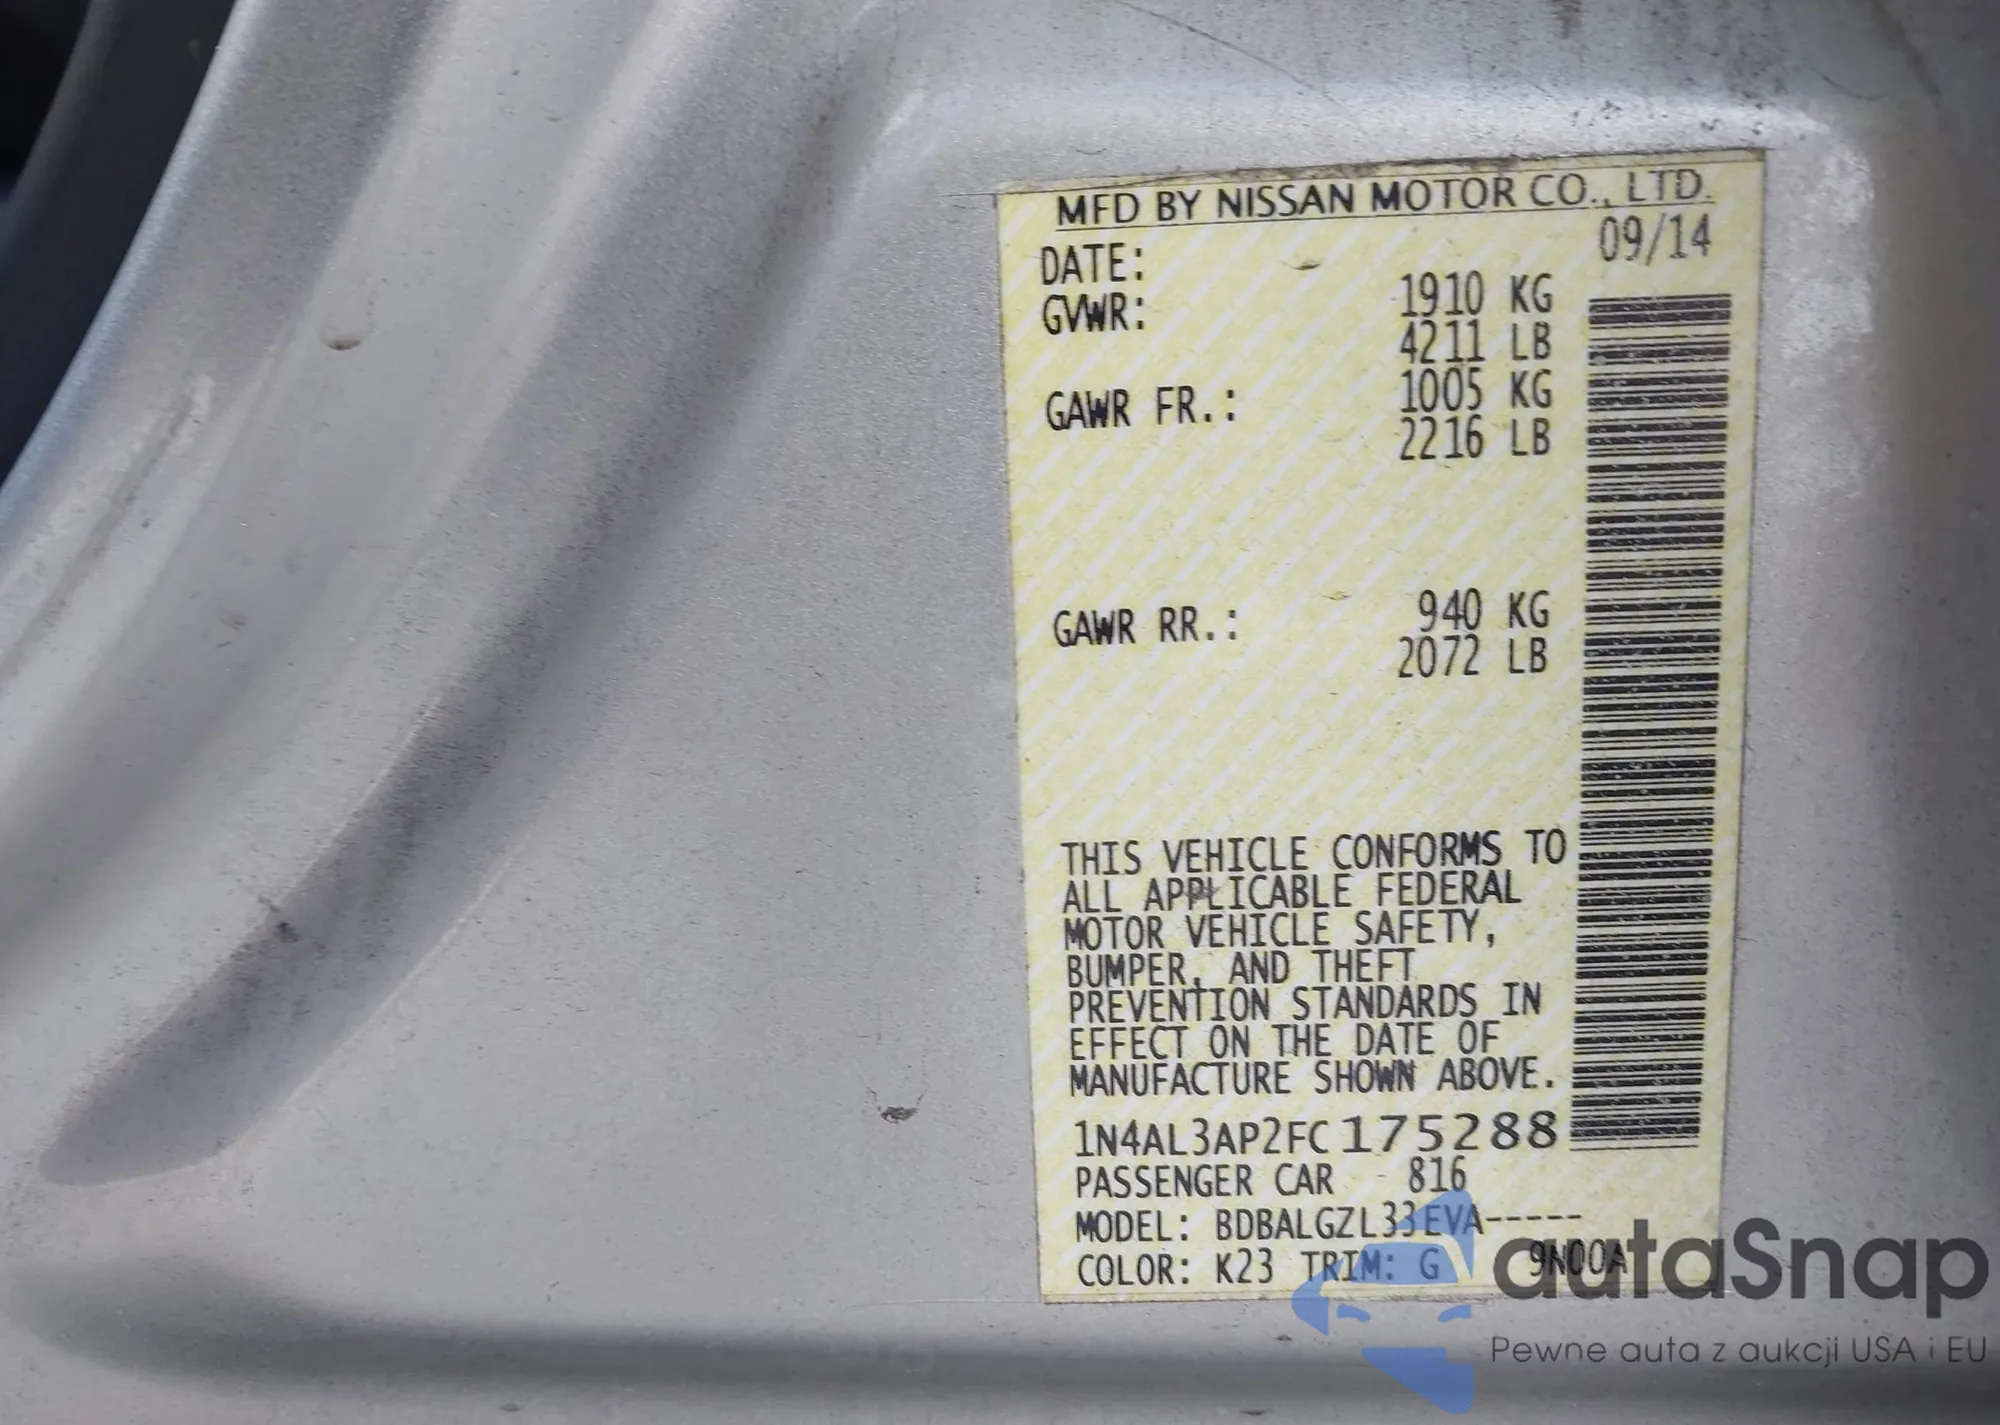 MFD BY NISSAN MOTOR CO., LTD.
DATE: 09/14
GVWR: 1910 KG
4211 LB
GAWR FR.: 1005 KG
2216 LB
GAWR RR.: 940 KG
2072 LB
THIS VEHICLE CONFORMS TO
ALL APPLICABLE FEDERAL
MOTOR VEHICLE SAFETY,
BUMPER, AND THEFT
PREVENTION STANDARDS IN
EFFECT ON THE DATE OF
MANUFACTURE SHOWN ABOVE.
1N4AL3AP2FC175288
PASSENGER CAR - 816
MODEL: BDBALGZL33EVA-----
COLOR: K23 TRIM: G 9N00A
autaSnap
Pewne auta z aukcji USA i EU